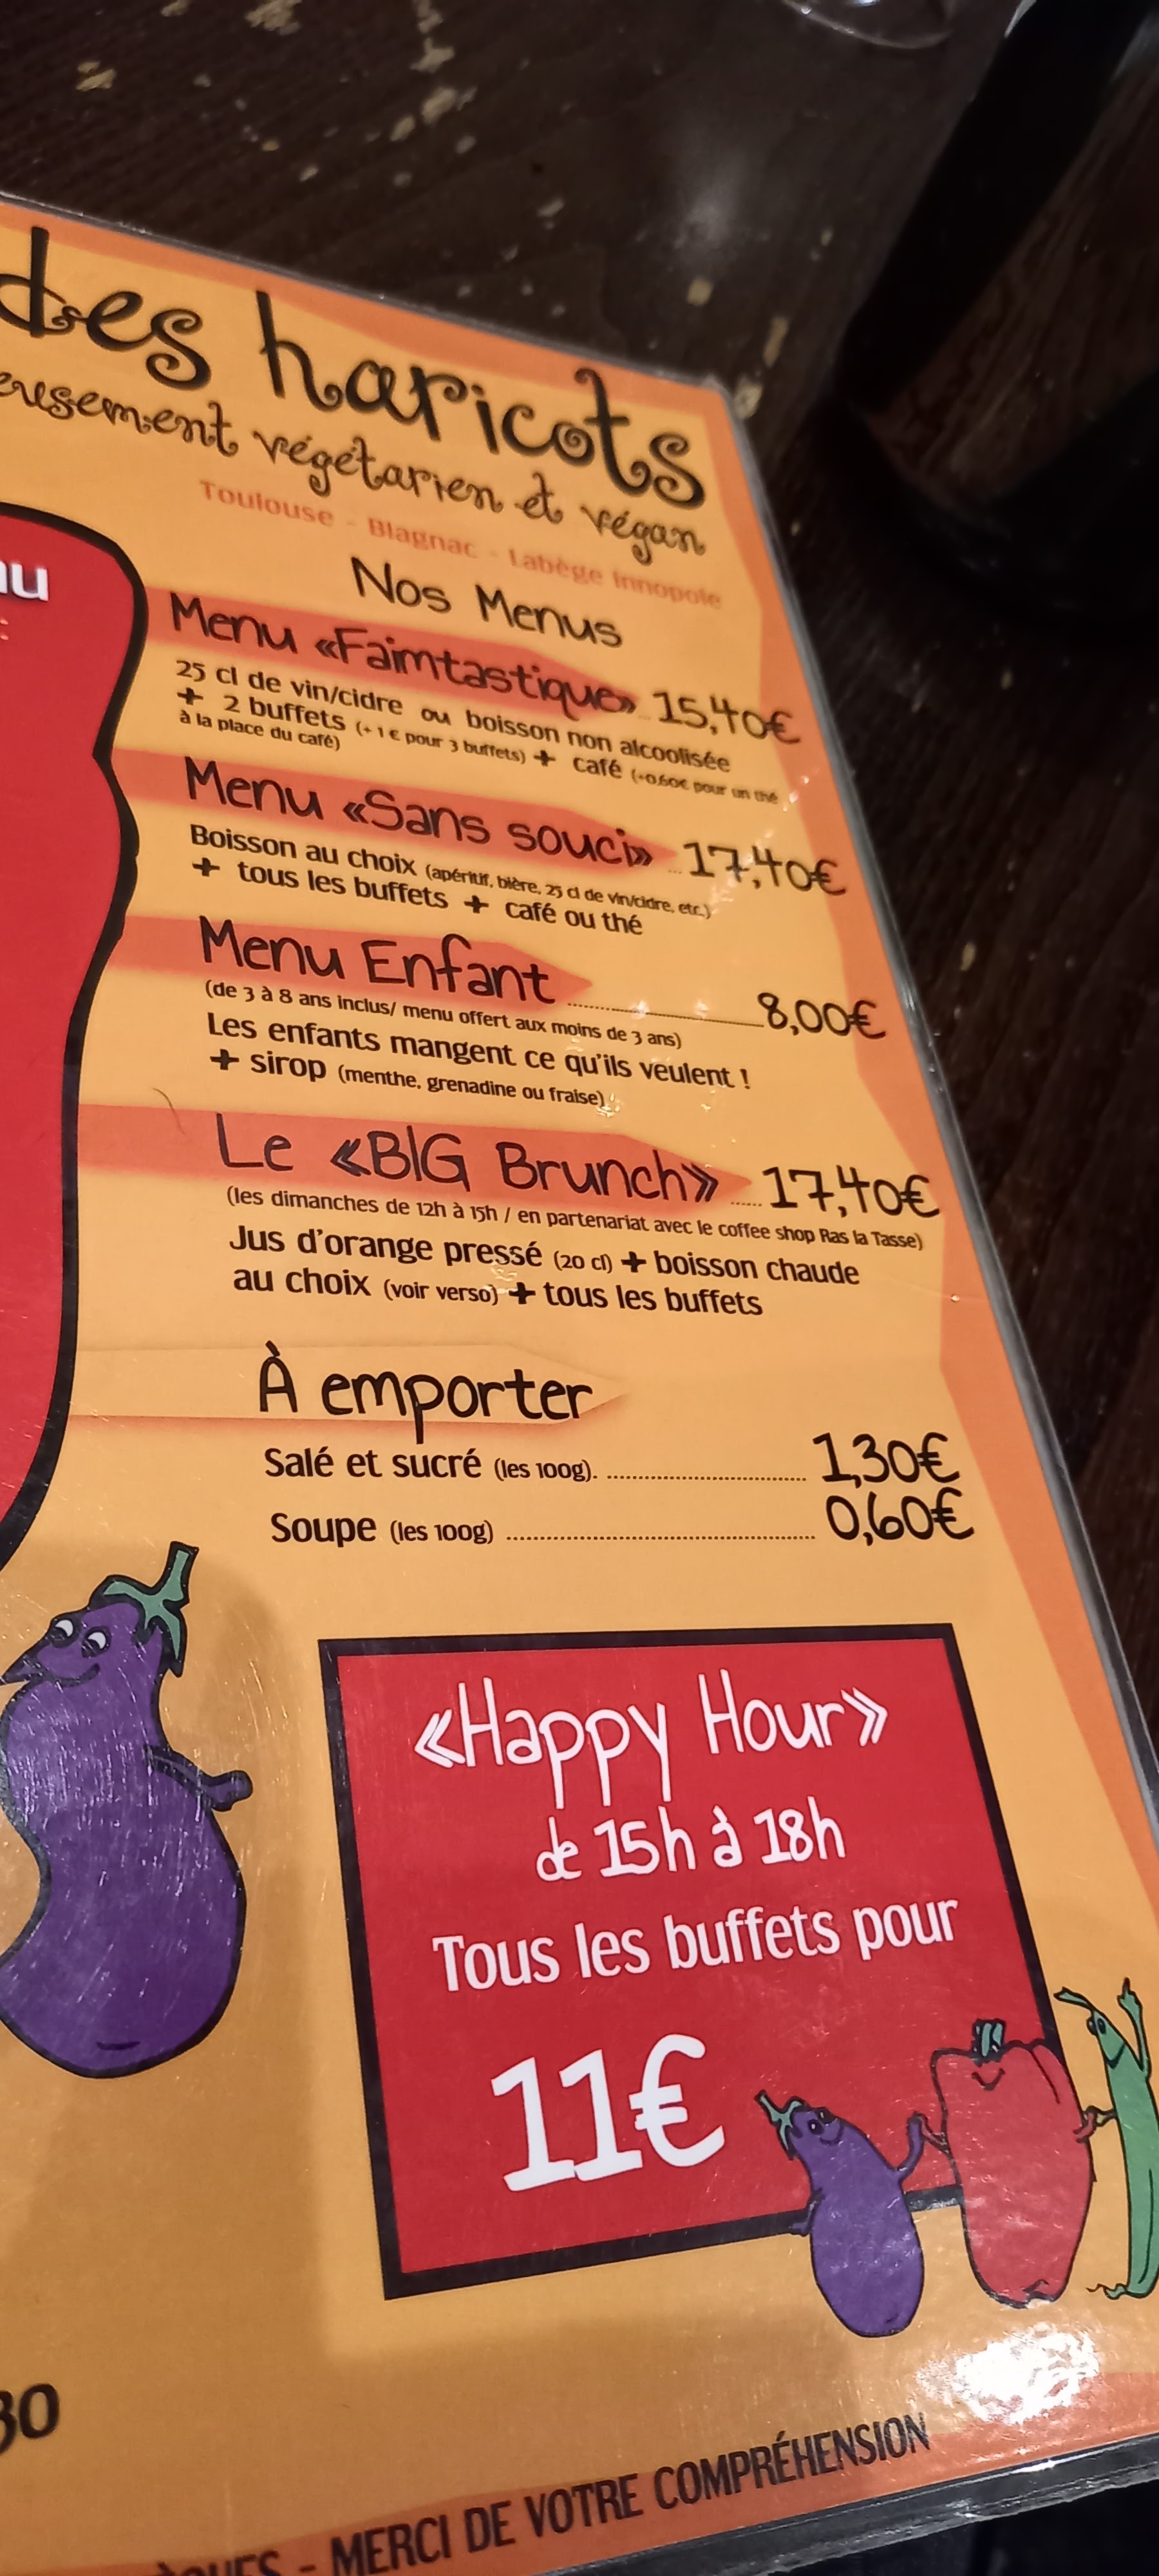 des haricots
végétarien et végan
Toulouse - Blagnac - Labège Innopole
Nos Menus
Menu «Faimtastique» 15,40€
25 cl de vin/cidre ou boisson non alcoolisée
+ 2 buffets (+ 1 € pour 3 buffets) + café (+0.60€ pour un thé
à la place du café)
Menu «Sans souci» 17,40€
Boisson au choix (apéritif, bière, 25 cl de vin/cidre, etc.)
+ tous les buffets + café ou thé
Menu Enfant 8,00€
(de 3 à 8 ans inclus/ menu offert aux moins de 3 ans)
Les enfants mangent ce qu'ils veulent !
+ sirop (menthe, grenadine ou fraise)
Le «BIG Brunch» 17,40€
(les dimanches de 12h à 15h / en partenariat avec le coffee shop Ras la Tasse)
Jus d'orange pressé (20 cl) + boisson chaude
au choix (voir verso) + tous les buffets
À emporter
Salé et sucré (les 100g). 1,30€
Soupe (les 100g) 0,60€
«Happy Hour»
de 15h à 18h
Tous les buffets pour
11€
- MERCI DE VOTRE COMPRÉHENSION